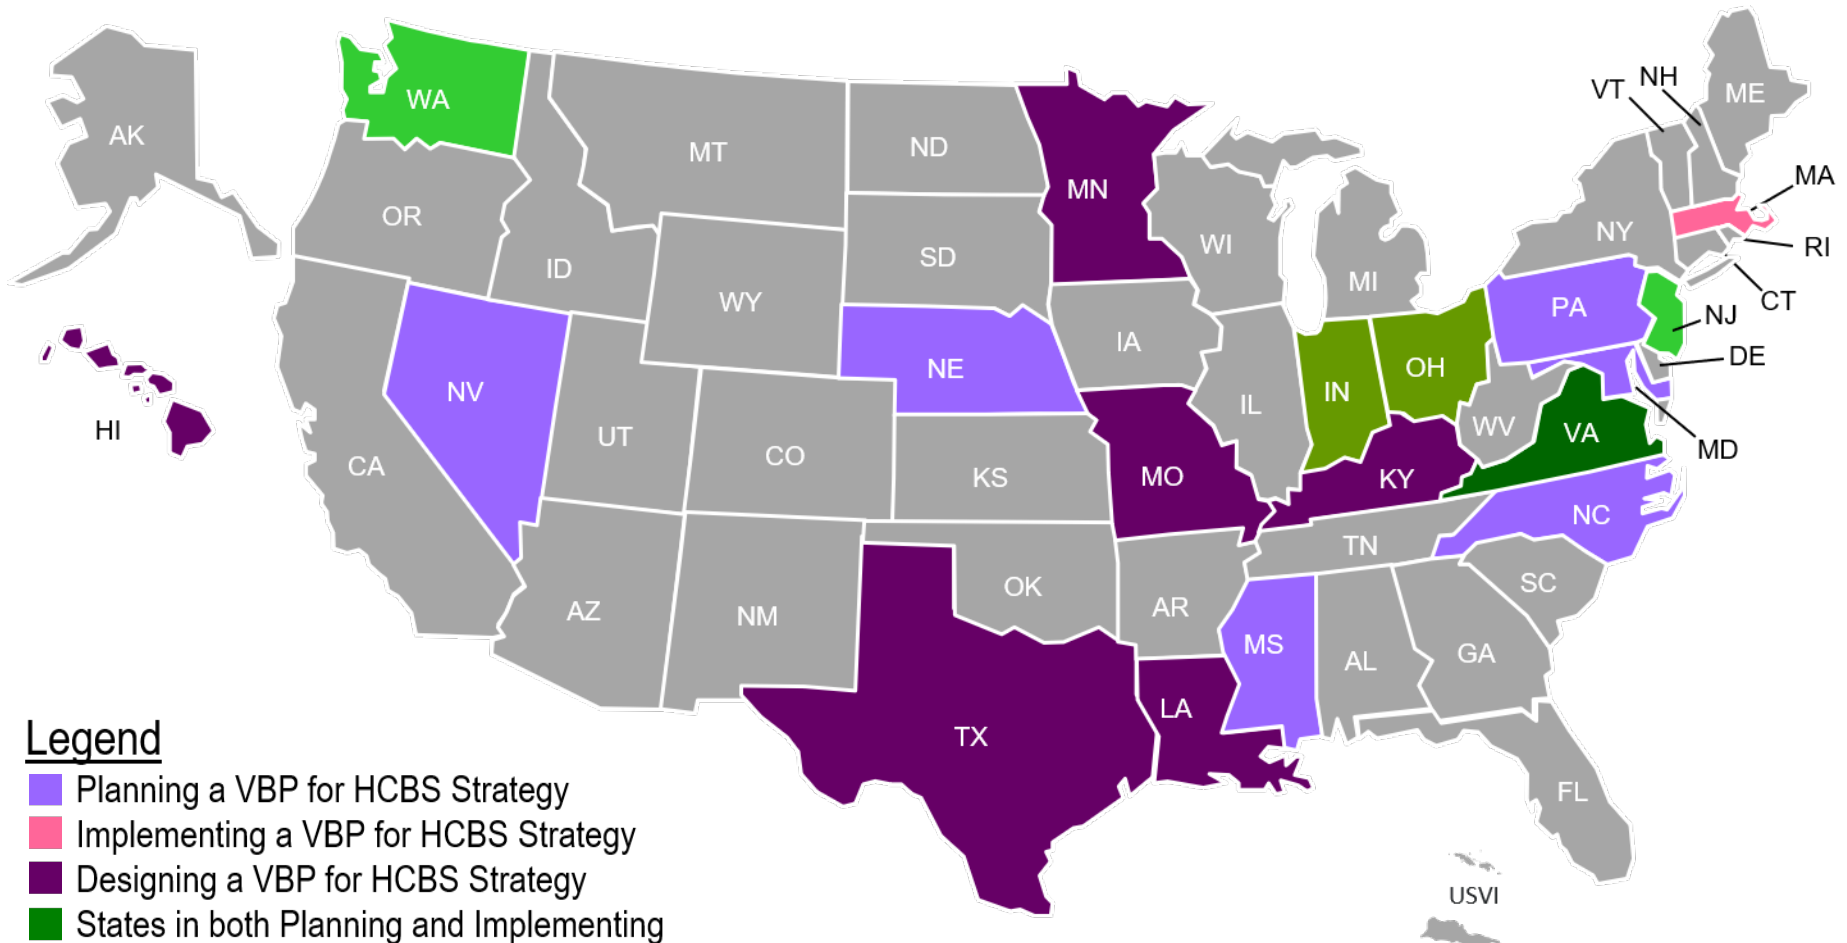 AK
WA
MT
ND
MN
OR
ID
WY
SD
WI
MI
NY
VT
NH
ME
MA
RI
CT
NJ
DE
MD
PA
NE
IA
IL
IN
OH
WV
VA
NV
UT
CO
KS
MO
KY
NC
CA
HI
TN
SC
AZ
NM
OK
AR
MS
AL
GA
TX
LA
FL
USVI
Legend
Planning a VBP for HCBS Strategy
Implementing a VBP for HCBS Strategy
Designing a VBP for HCBS Strategy
States in both Planning and Implementing